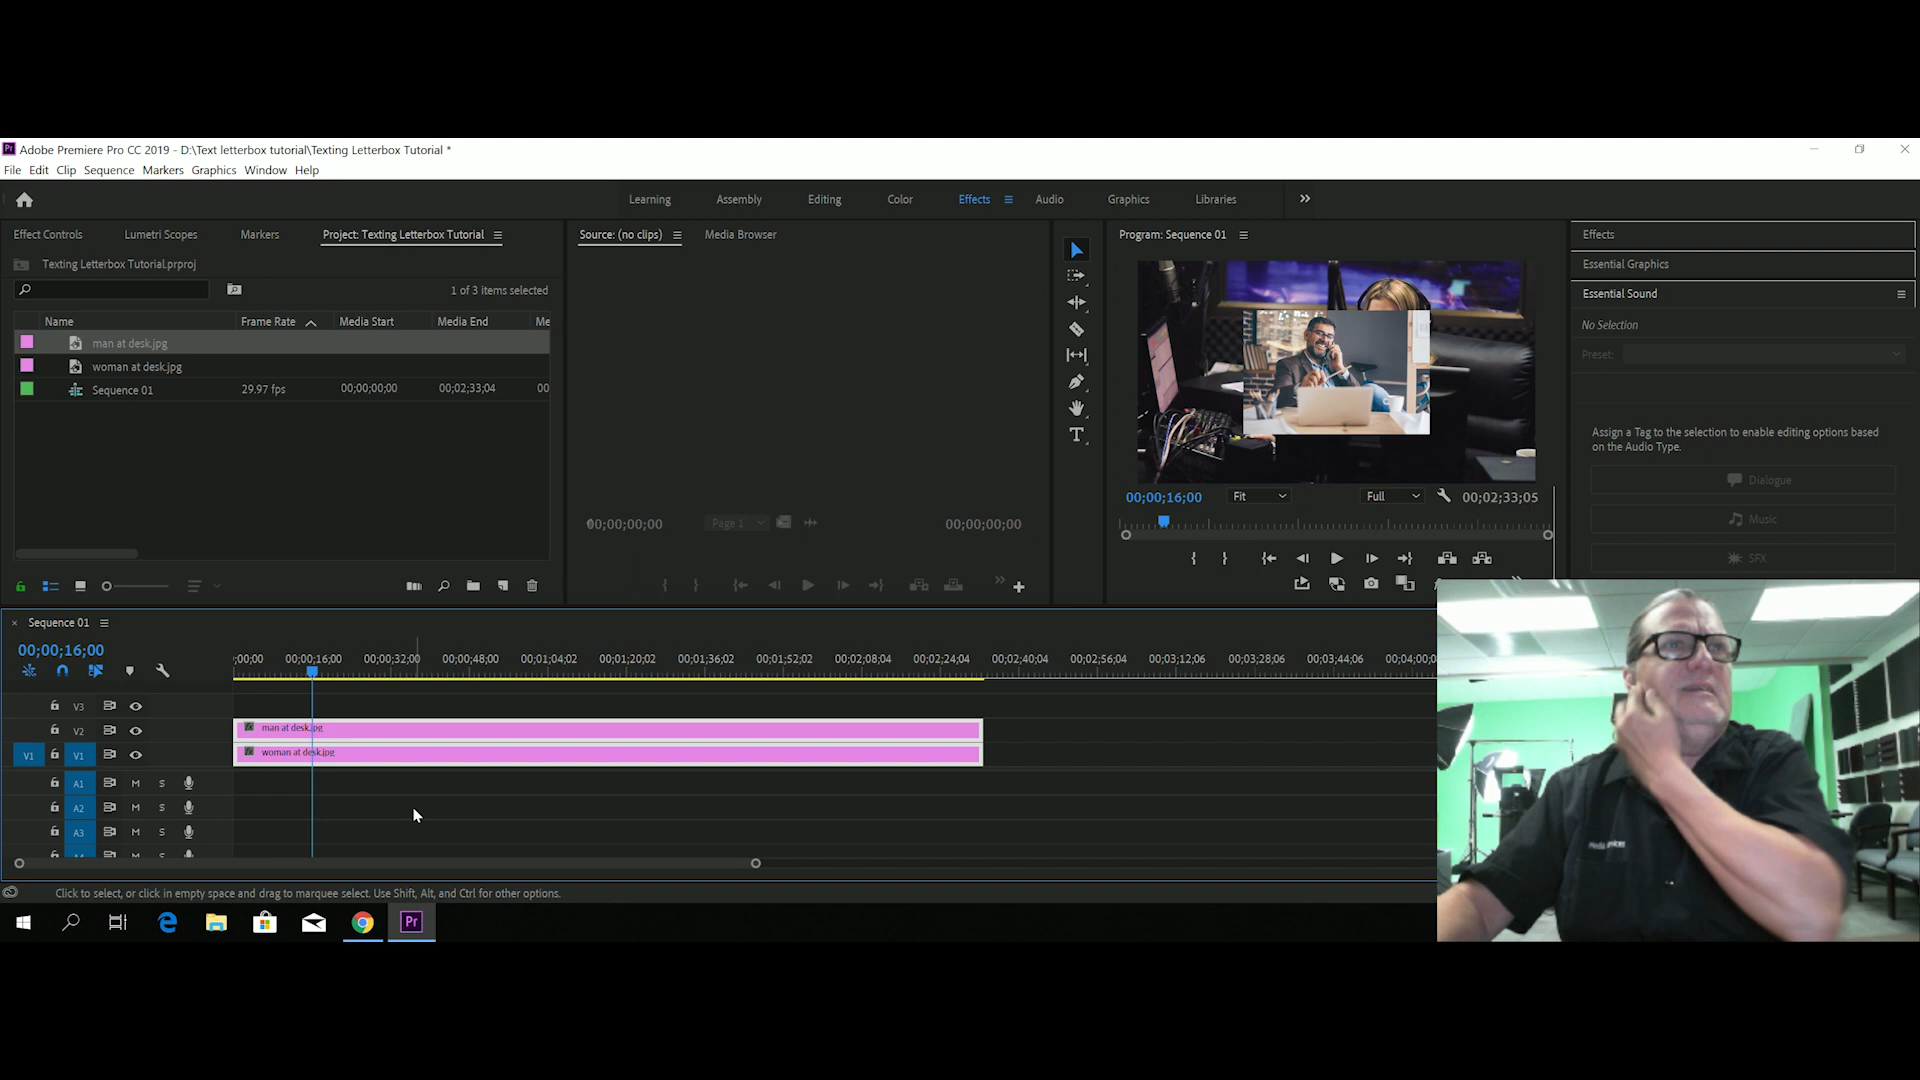 Adobe Premiere Pro CC 2019 - D:\Text letterbox tutorial\Texting Letterbox Tutorial *
File Edit Clip Sequence Markers Graphics Window Help
Learning Assembly Editing Color Effects Audio Graphics Libraries
Effect Controls Lumetri Scopes Markers Project: Texting Letterbox Tutorial
Texting Letterbox Tutorial.prproj
1 of 3 items selected
Name Frame Rate Media Start Media End Me
man at desk.jpg
woman at desk.jpg
Sequence 01 29.97 fps 00;00;00;00 00;02;33;04 00
Source: (no clips) Media Browser
00;00;00;00 Page 1 00;00;00;00
Program: Sequence 01
00;00;16;00 Fit Full 00;02;33;05
Effects
Essential Graphics
Essential Sound
No Selection
Preset:
Assign a Tag to the selection to enable editing options based
on the Audio Type.
Dialogue
Music
SFX
Sequence 01
00;00;16;00
;00;00 00;00;16;00 00;00;32;00 00;00;48;00 00;01;04;02 00;01;20;02 00;01;36;02 00;01;52;02 00;02;08;04 00;02;24;04 00;02;40;04 00;02;56;04 00;03;12;06 00;03;28;06 00;03;44;06 00;04;00;0
V3
V2 man at desk.jpg
V1 V1 woman at desk.jpg
A1 M S
A2 M S
A3 M S
Click to select, or click in empty space and drag to marquee select. Use Shift, Alt, and Ctrl for other options.
Pr